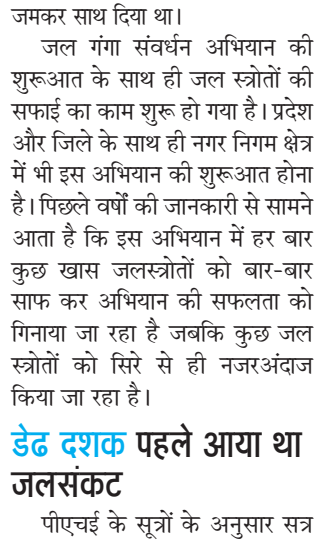 जमकर साथ दिया था।
जल गंगा संवर्धन अभियान की
शुरूआत के साथ ही जल स्त्रोतों की
सफाई का काम शुरू हो गया है। प्रदेश
और जिले के साथ ही नगर निगम क्षेत्र
में भी इस अभियान की शुरूआत होना
है। पिछले वर्षों की जानकारी से सामने
आता है कि इस अभियान में हर बार
कुछ खास जलस्त्रोतों को बार-बार
साफ कर अभियान की सफलता को
गिनाया जा रहा है जबकि कुछ जल
स्त्रोतों को सिरे से ही नजरअंदाज
किया जा रहा है।
डेढ दशक पहले आया था
जलसंकट
पीएचई के सूत्रों के अनुसार सत्र